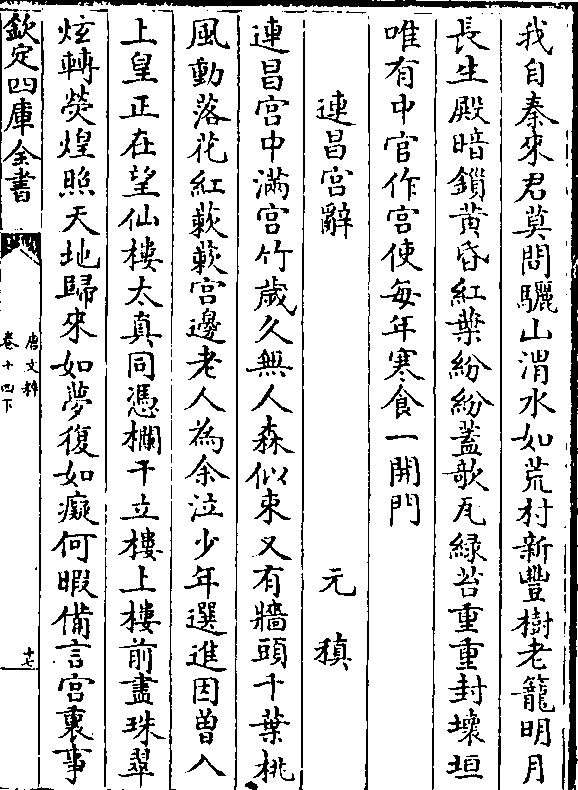 我自秦來君莫問驪山渭水如荒村新豐樹老籠明月
長生殿暗鎖黃昏紅葉紛紛蓋歌瓦緑苔重重封壊垣
唯有中官作宫使每年寒食一開門
連昌宫辭 元稹
連昌宫中滿宫竹歲久無人森似束又有牆頭千葉桃
風動落花紅蔌蔌宫邊老人為余泣少年選進因曽入
上皇正在望仙樓太真同憑欄干立樓上樓前盡珠翠
炫轉熒煌照天地歸來如夢復如癡何暇備言宫裏事
欽定四庫全書
唐文粹
卷十四下
十七